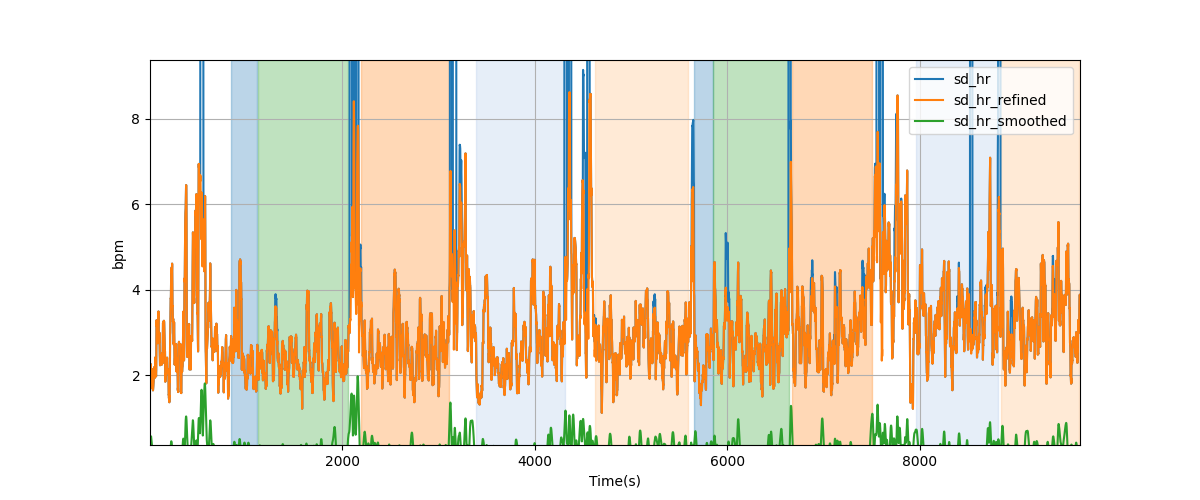 sd_hr
sd_hr_refined
sd_hr_smoothed
8
6
4
2
bpm
2000 4000 6000 8000
Time(s)